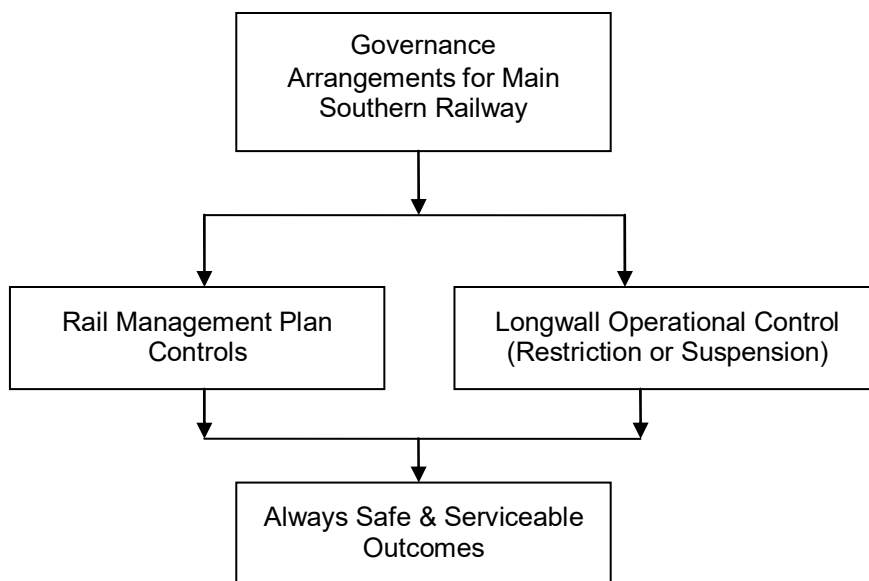 Governance
Arrangements for Main
Southern Railway
Rail Management Plan
Controls
Longwall Operational Control
(Restriction or Suspension)
Always Safe & Serviceable
Outcomes